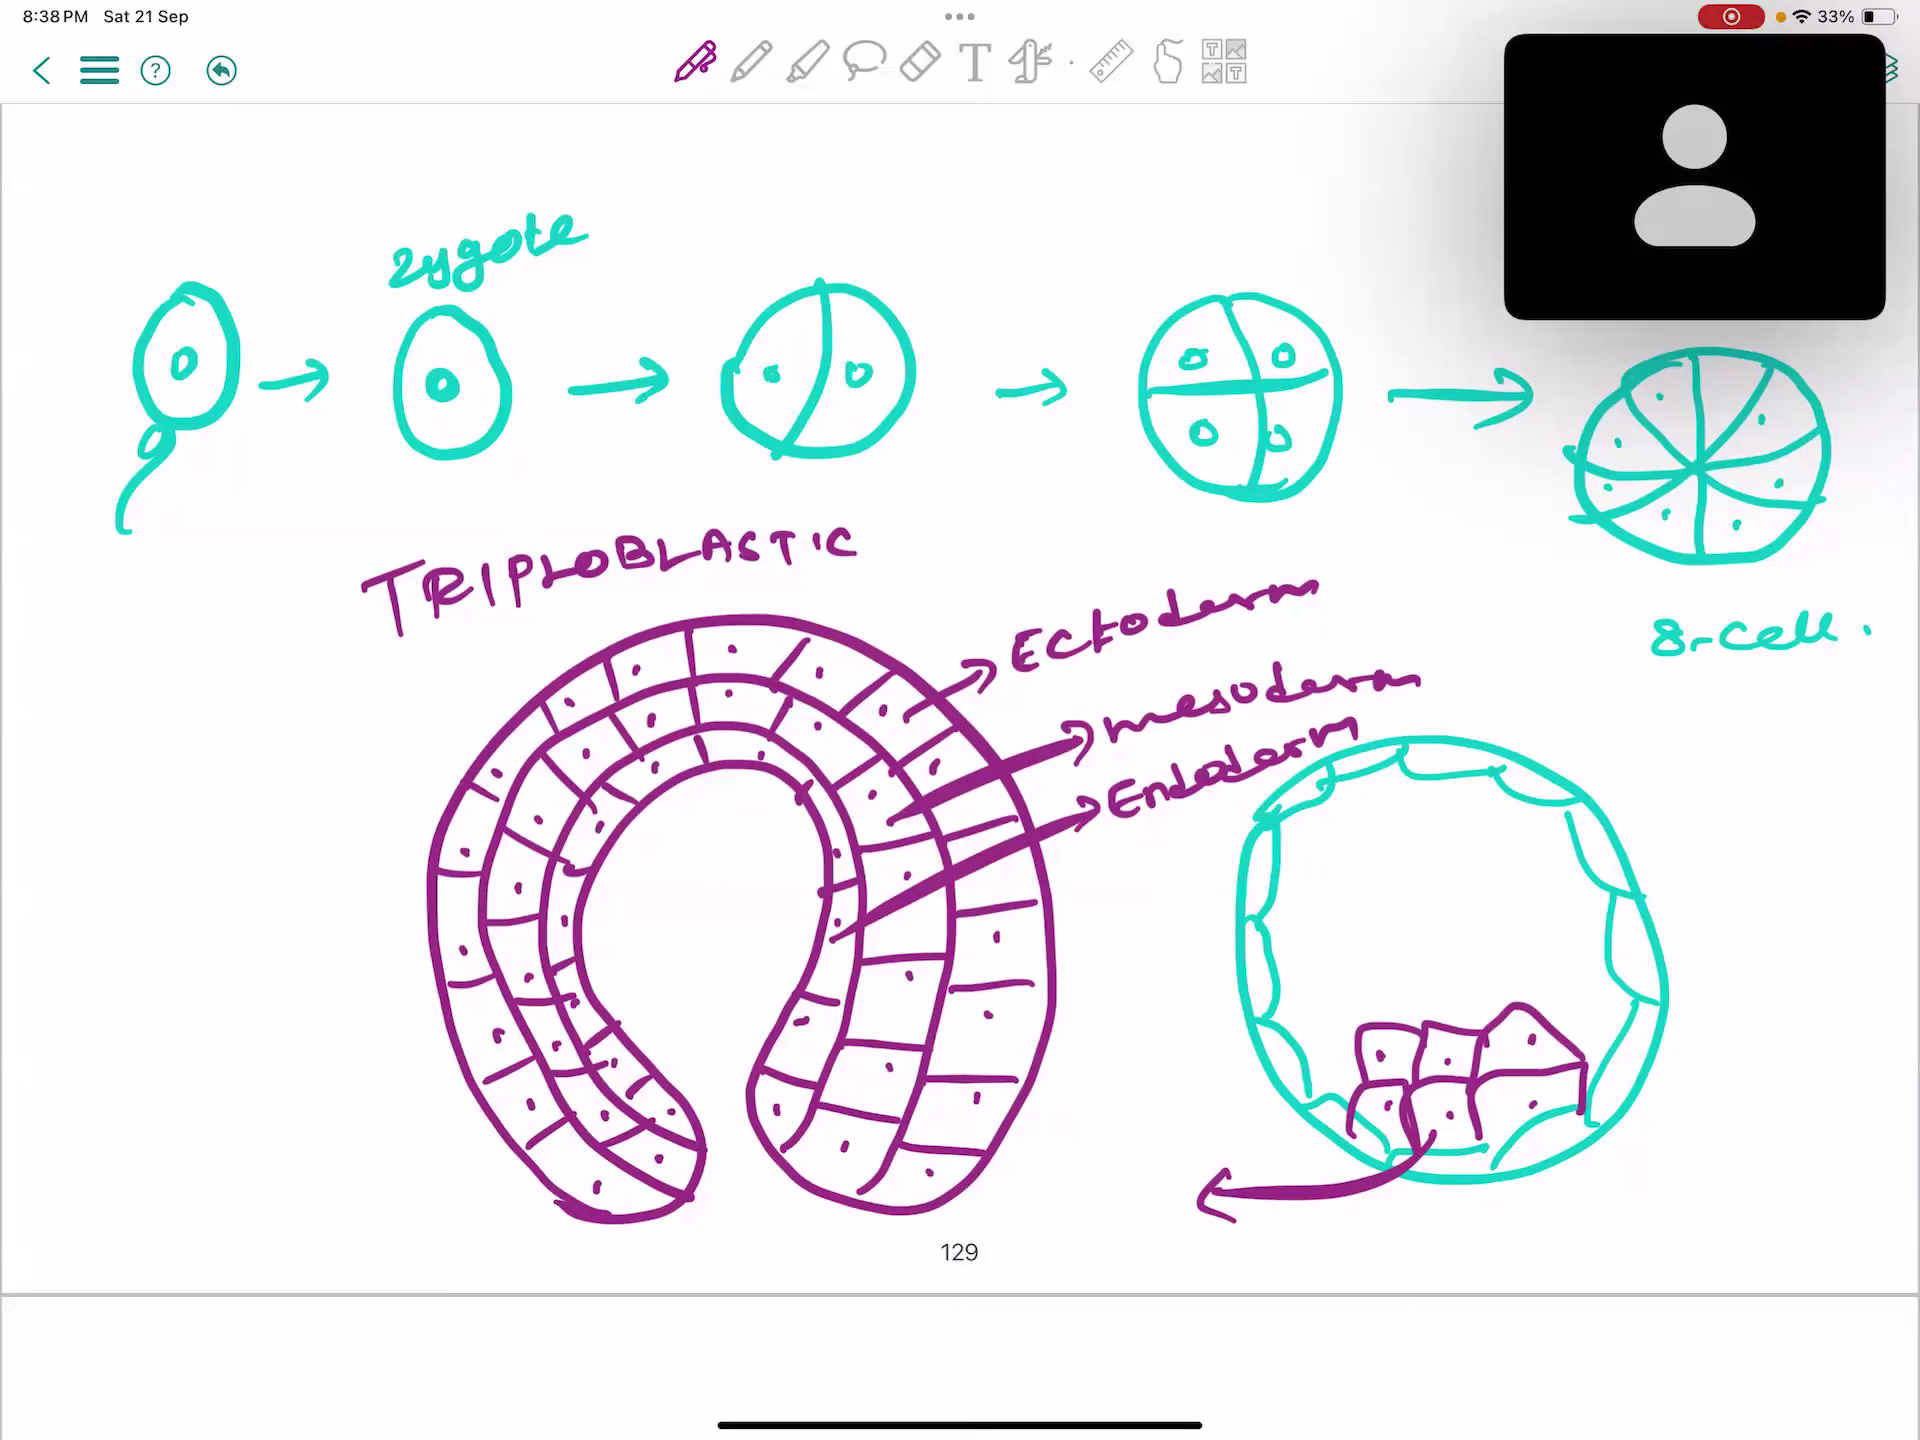 8:38 PM Sat 21 Sep
33%
zygote
TRIPLOBLASTIC
Ectoderm
8-cell.
mesoderm
Endoderm
129